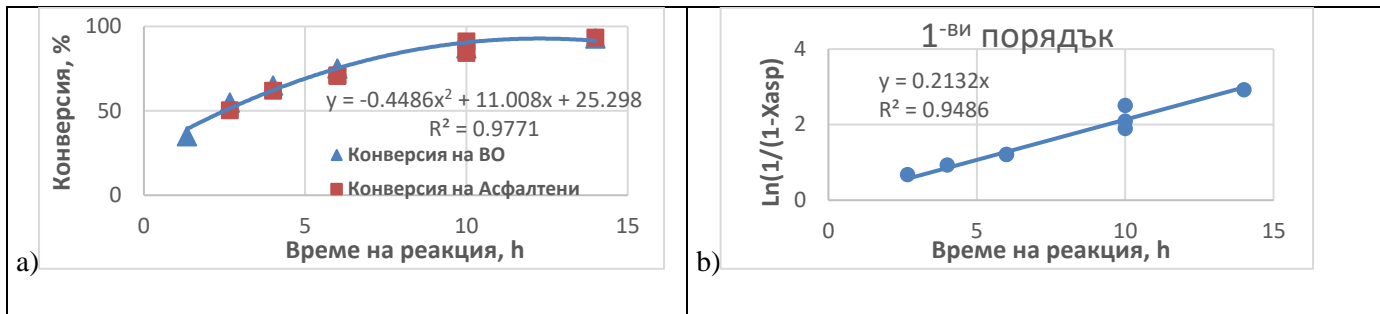 Конверсия, %
100
50
0
0
5
10
15
y = -0.4486x² + 11.008x + 25.298
R² = 0.9771
Конверсия на ВО
Конверсия на Асфалтени
Време на реакция, h
a)
1-ви порядък
Ln(1/(1-Xasp)
4
2
0
0
5
10
15
y = 0.2132x
R² = 0.9486
Време на реакция, h
b)